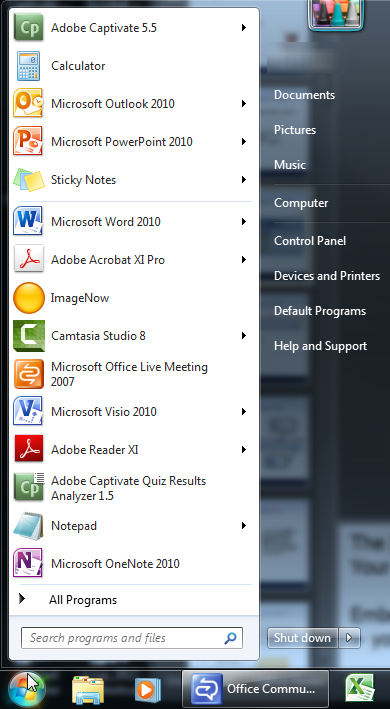 Adobe Captivate 5.5
Calculator
Microsoft Outlook 2010
Microsoft PowerPoint 2010
Sticky Notes
Microsoft Word 2010
Adobe Acrobat XI Pro
ImageNow
Camtasia Studio 8
Microsoft Office Live Meeting
2007
Microsoft Visio 2010
Adobe Reader XI
Adobe Captivate Quiz Results
Analyzer 1.5
Notepad
Microsoft OneNote 2010
All Programs
Search programs and files
Documents
Pictures
Music
Computer
Control Panel
Devices and Printers
Default Programs
Help and Support
The
Your
Shut down
Office Commu...